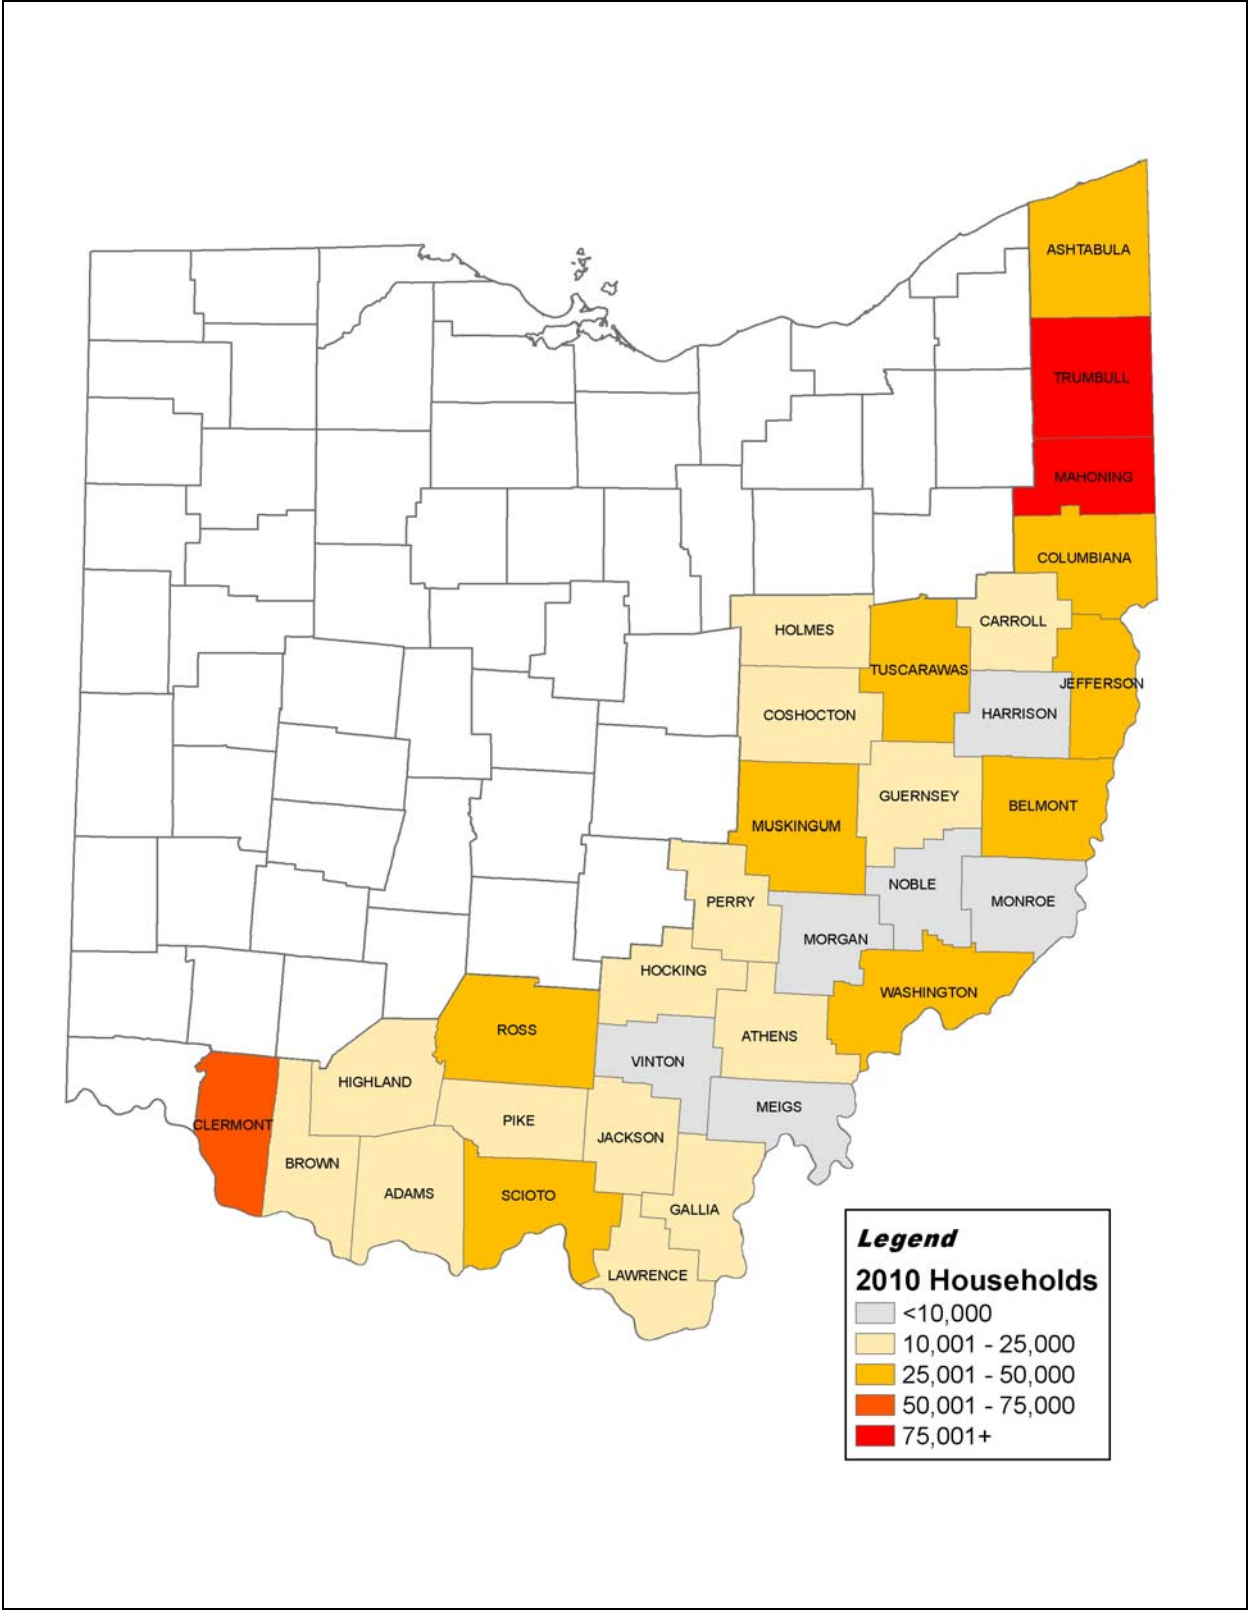 ASHTABULA
TRUMBULL
MAHONING
COLUMBIANA
CARROLL
HOLMES
TUSCARAWAS
JEFFERSON
COSHOCTON
HARRISON
GUERNSEY
BELMONT
MUSKINGUM
NOBLE
PERRY
MONROE
MORGAN
HOCKING
WASHINGTON
ROSS
ATHENS
VINTON
HIGHLAND
MEIGS
PIKE
CLERMONT
JACKSON
BROWN
ADAMS
SCIOTO
GALLIA
LAWRENCE
Legend
2010 Households
<10,000
10,001 - 25,000
25,001 - 50,000
50,001 - 75,000
75,001+